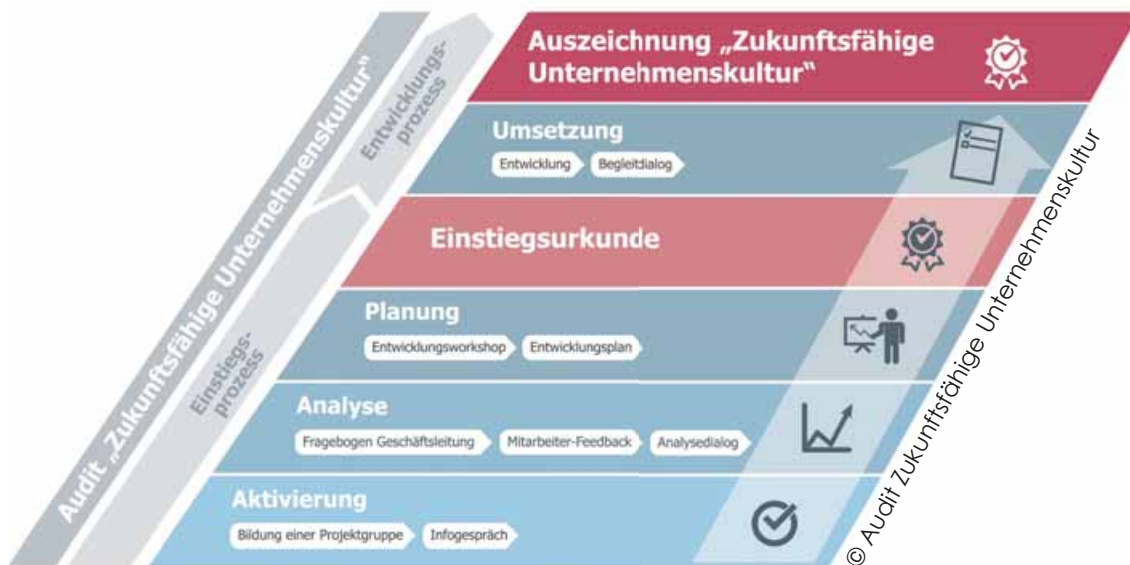 Audit „Zukunftsfähige Unternehmenskultur“
Entwicklungs-
prozess
Einstiegs-
prozess
Auszeichnung „Zukunftsfähige
Unternehmenskultur“
Umsetzung
Entwicklung
Begleitdialog
Einstiegsurkunde
Planung
Entwicklungsworkshop
Entwicklungsplan
Analyse
Fragebogen Geschäftsleitung
Mitarbeiter-Feedback
Analysedialog
Aktivierung
Bildung einer Projektgruppe
Infogespräch
© Audit Zukunftsfähige Unternehmenskultur